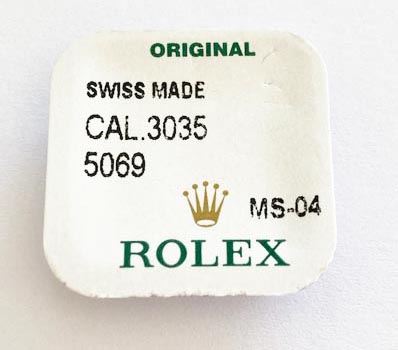 ORIGINAL
SWISS MADE
CAL.3035
5069
MS-04
ROLEX